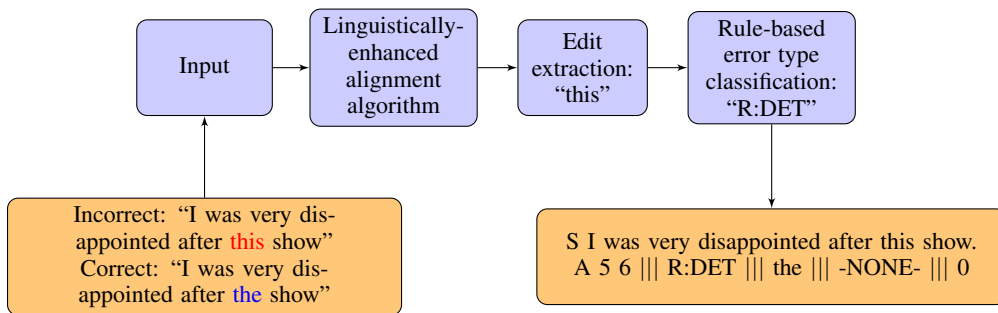 Input
Linguistically-
enhanced
alignment
algorithm
Edit
extraction:
“this”
Rule-based
error type
classification:
“R:DET”
Incorrect: “I was very dis-
appointed after this show”
Correct: “I was very dis-
appointed after the show”
S I was very disappointed after this show.
A 5 6 ||| R:DET ||| the ||| -NONE- ||| 0